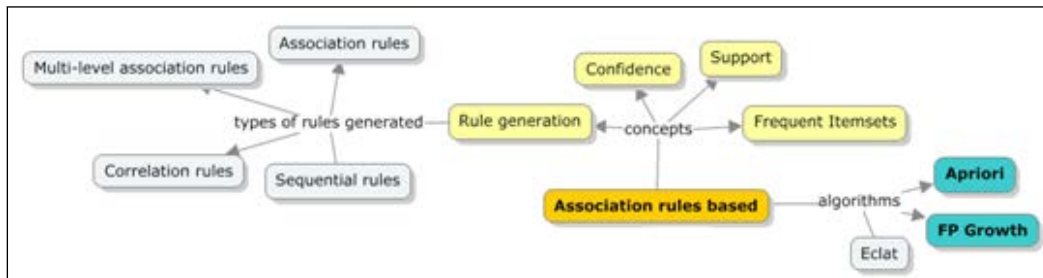 Association rules
Multi-level association rules
Support
Confidence
types of rules generated
Rule generation
concepts
Frequent Itemsets
Correlation rules
Sequential rules
Apriori
Association rules based
algorithms
FP Growth
Eclat